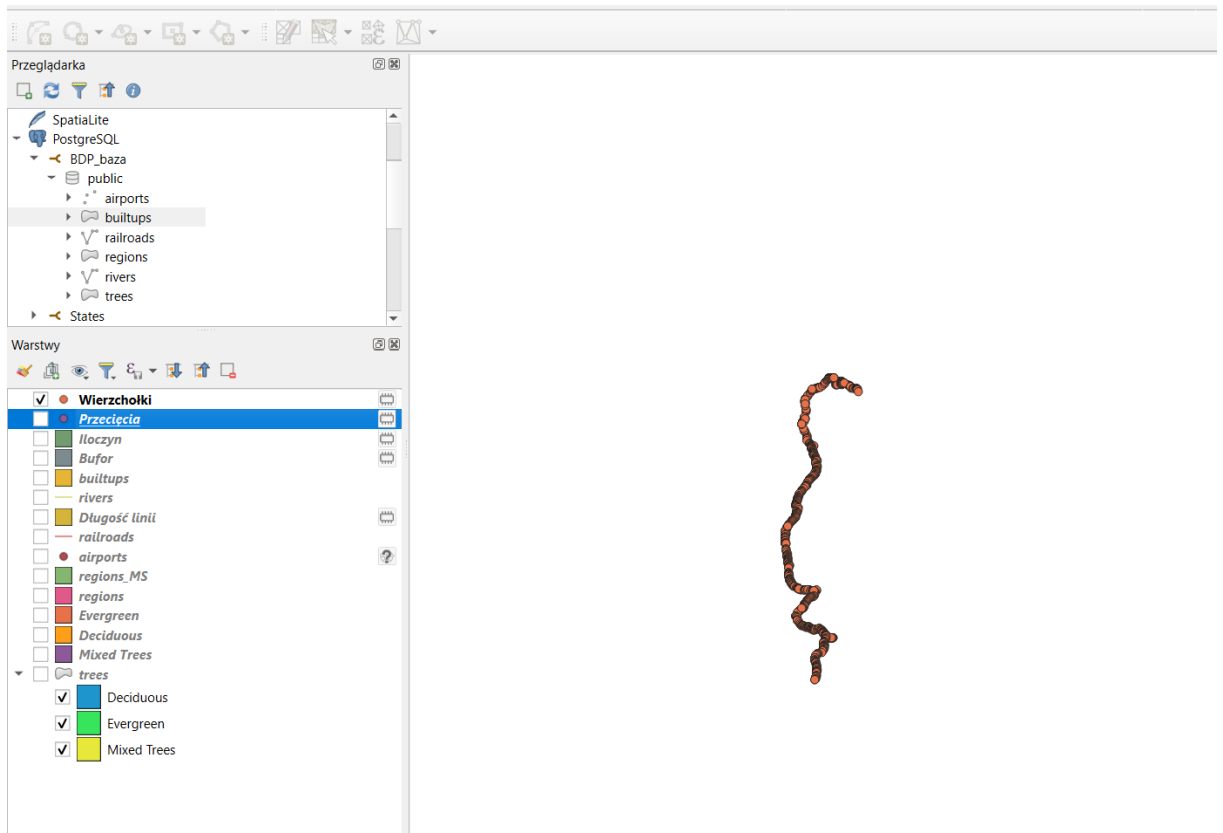 Przeglądarka
SpatiaLite
PostgreSQL
BDP_baza
public
airports
builtups
railroads
regions
rivers
trees
States
Warstwy
Wierzchołki
Przecięcia
Iloczyn
Bufor
builtups
rivers
Długość linii
railroads
airports
regions_MS
regions
Evergreen
Deciduous
Mixed Trees
trees
Deciduous
Evergreen
Mixed Trees